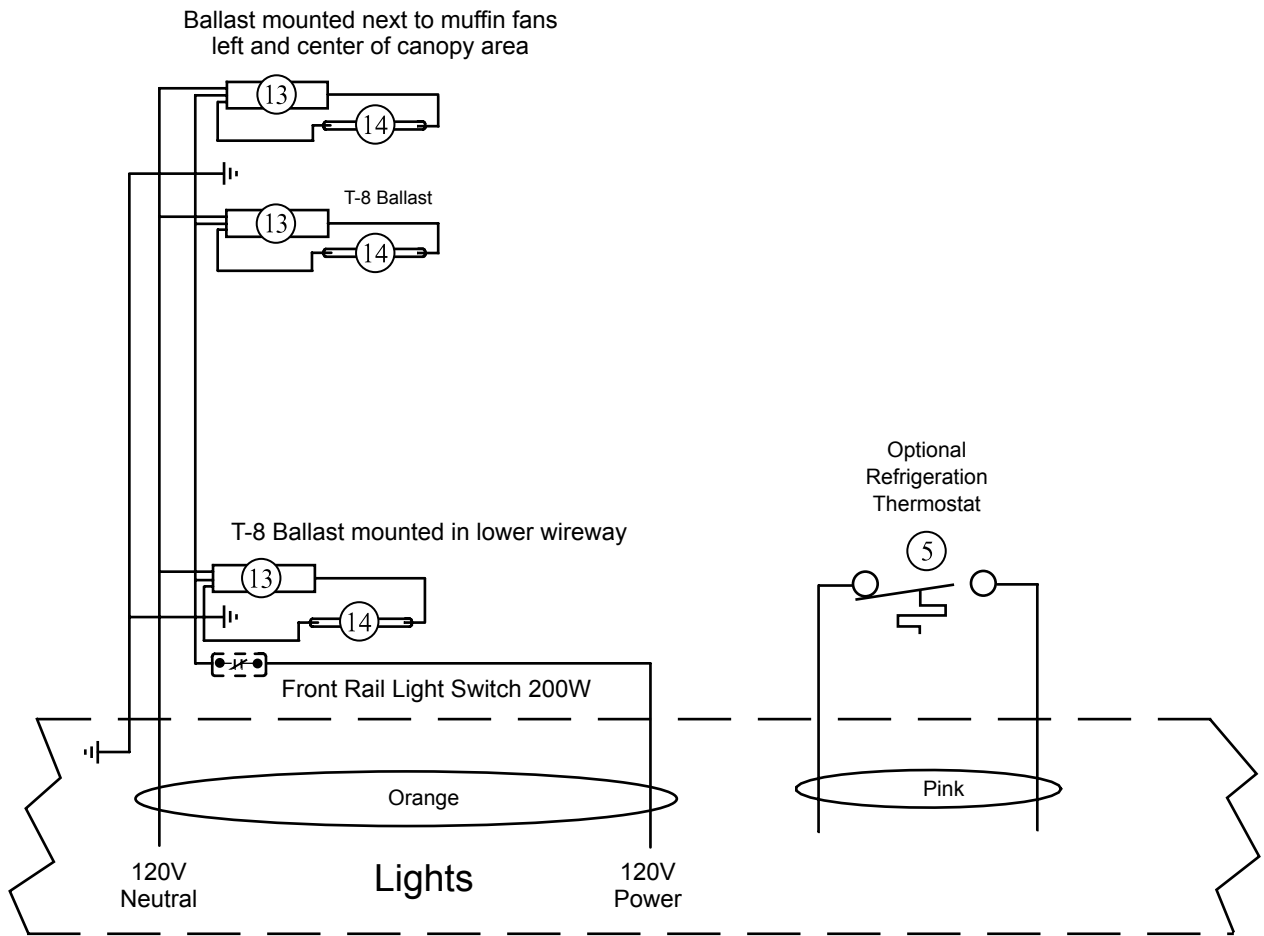 Ballast mounted next to muffin fans
left and center of canopy area
13
14
T-8 Ballast
13
14
Optional
Refrigeration
Thermostat
5
T-8 Ballast mounted in lower wireway
13
14
Front Rail Light Switch 200W
Orange
Pink
120V
Neutral
Lights
120V
Power